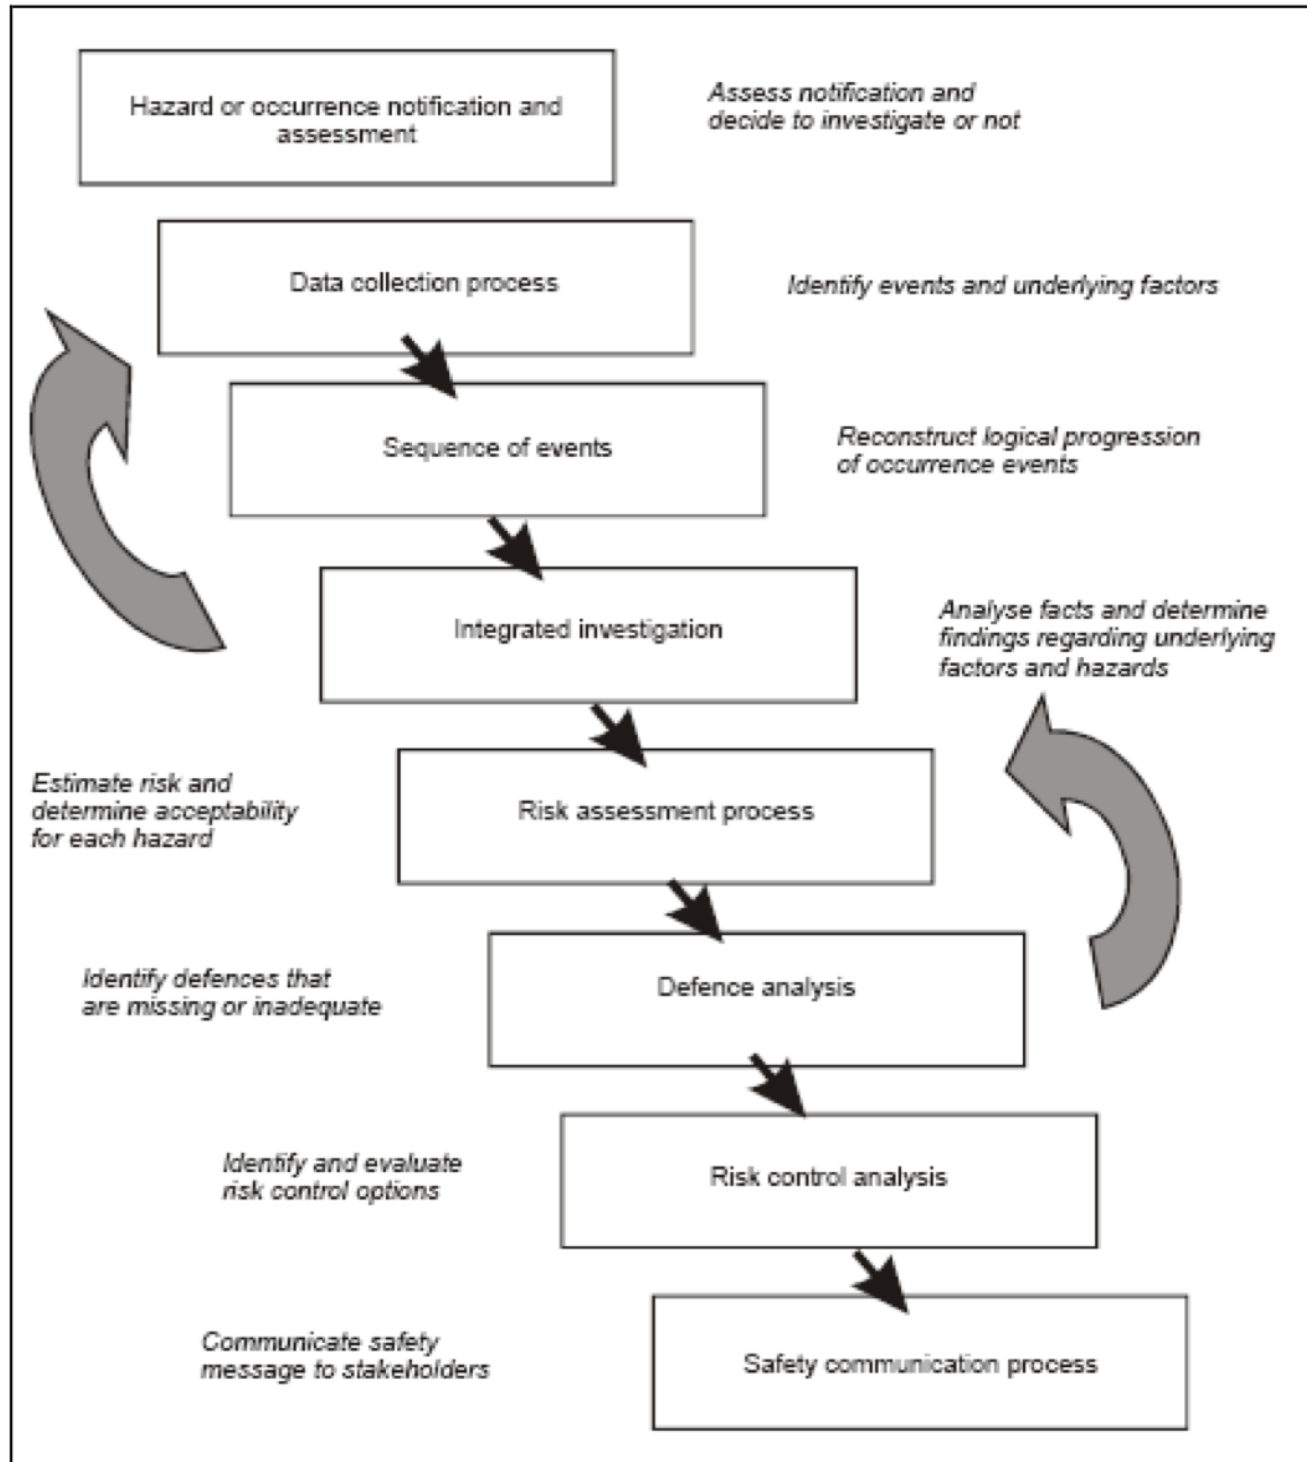 Hazard or occurrence notification and
assessment
Assess notification and
decide to investigate or not
Data collection process
Identify events and underlying factors
Sequence of events
Reconstruct logical progression
of occurrence events
Integrated investigation
Analyse facts and determine
findings regarding underlying
factors and hazards
Estimate risk and
determine acceptability
for each hazard
Risk assessment process
Identify defences that
are missing or inadequate
Defence analysis
Identify and evaluate
risk control options
Risk control analysis
Communicate safety
message to stakeholders
Safety communication process